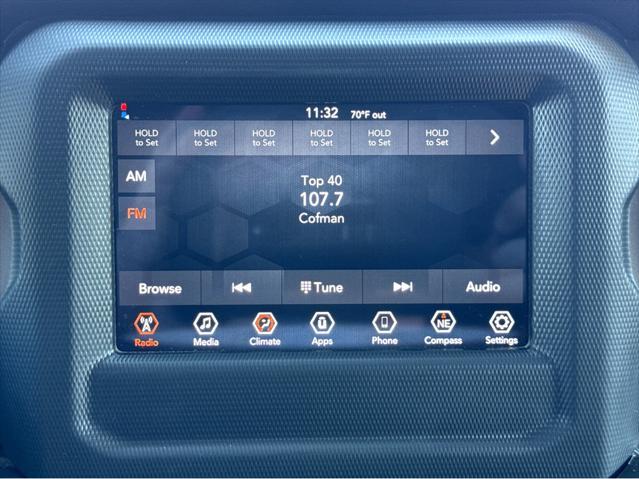 11:32 70°F out
HOLD to Set HOLD to Set HOLD to Set HOLD to Set HOLD to Set HOLD to Set
AM
FM
Top 40
107.7
Cofman
Browse Tune Audio
NE
Radio Media Climate Apps Phone Compass Settings